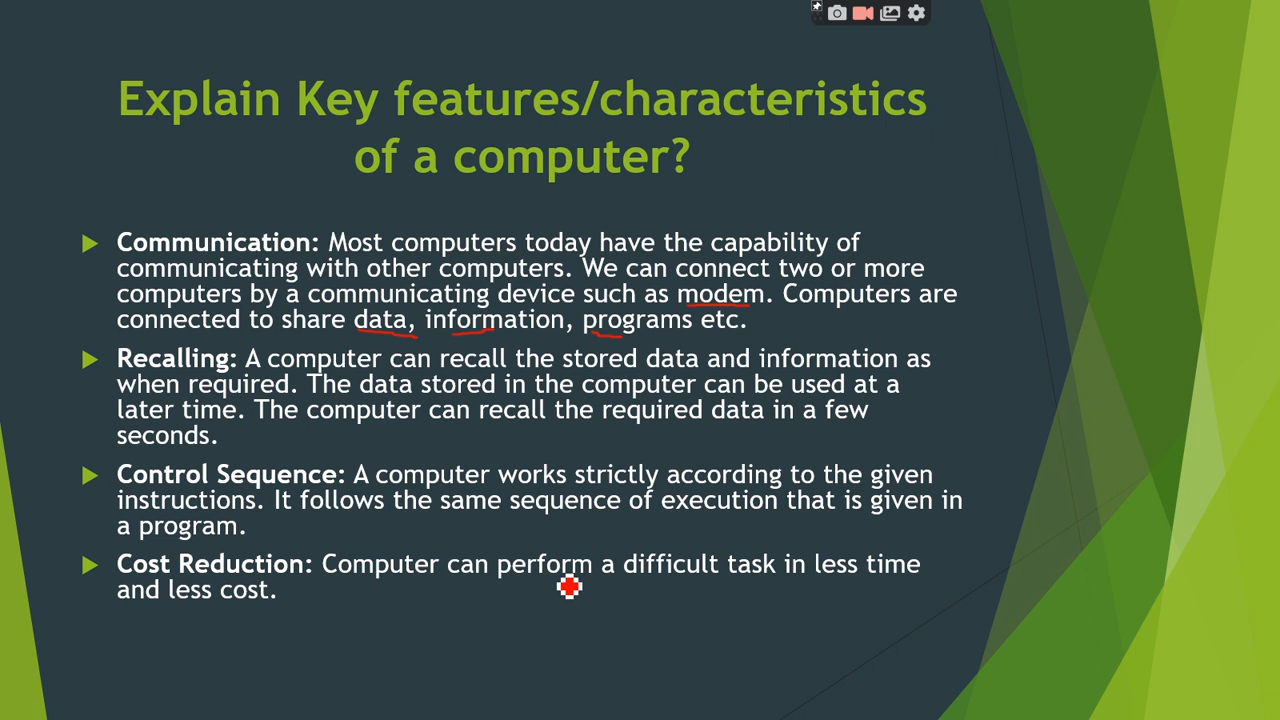 Explain Key features/characteristics
of a computer?
Communication: Most computers today have the capability of
communicating with other computers. We can connect two or more
computers by a communicating device such as modem. Computers are
connected to share data, information, programs etc.
Recalling: A computer can recall the stored data and information as
when required. The data stored in the computer can be used at a
later time. The computer can recall the required data in a few
seconds.
Control Sequence: A computer works strictly according to the given
instructions. It follows the same sequence of execution that is given in
a program.
Cost Reduction: Computer can perform a difficult task in less time
and less cost.